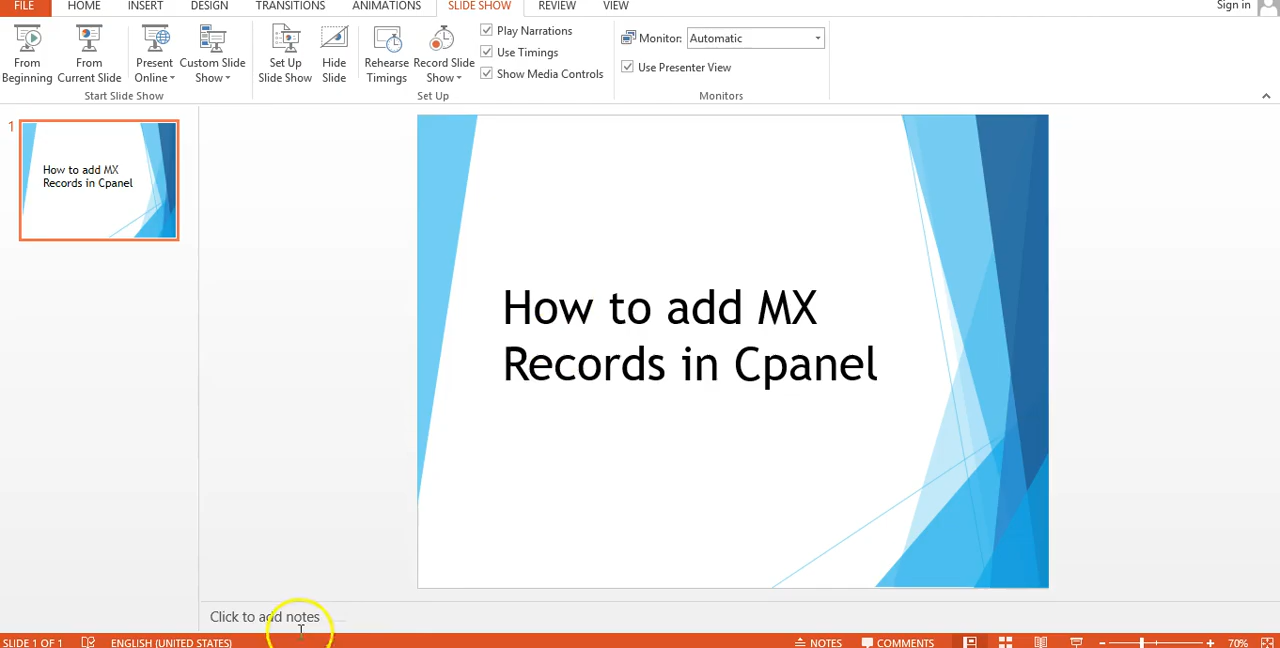 FILE HOME INSERT DESIGN TRANSITIONS ANIMATIONS SLIDE SHOW REVIEW VIEW Sign in
From Beginning
From Current Slide
Present Online
Custom Slide Show
Start Slide Show
Set Up Slide Show
Hide Slide
Rehearse Timings
Record Slide Show
Play Narrations
Use Timings
Show Media Controls
Set Up
Monitor: Automatic
Use Presenter View
Monitors
1
How to add MX
Records in Cpanel
How to add MX
Records in Cpanel
Click to add notes
SLIDE 1 OF 1 ENGLISH (UNITED STATES) NOTES COMMENTS 70%